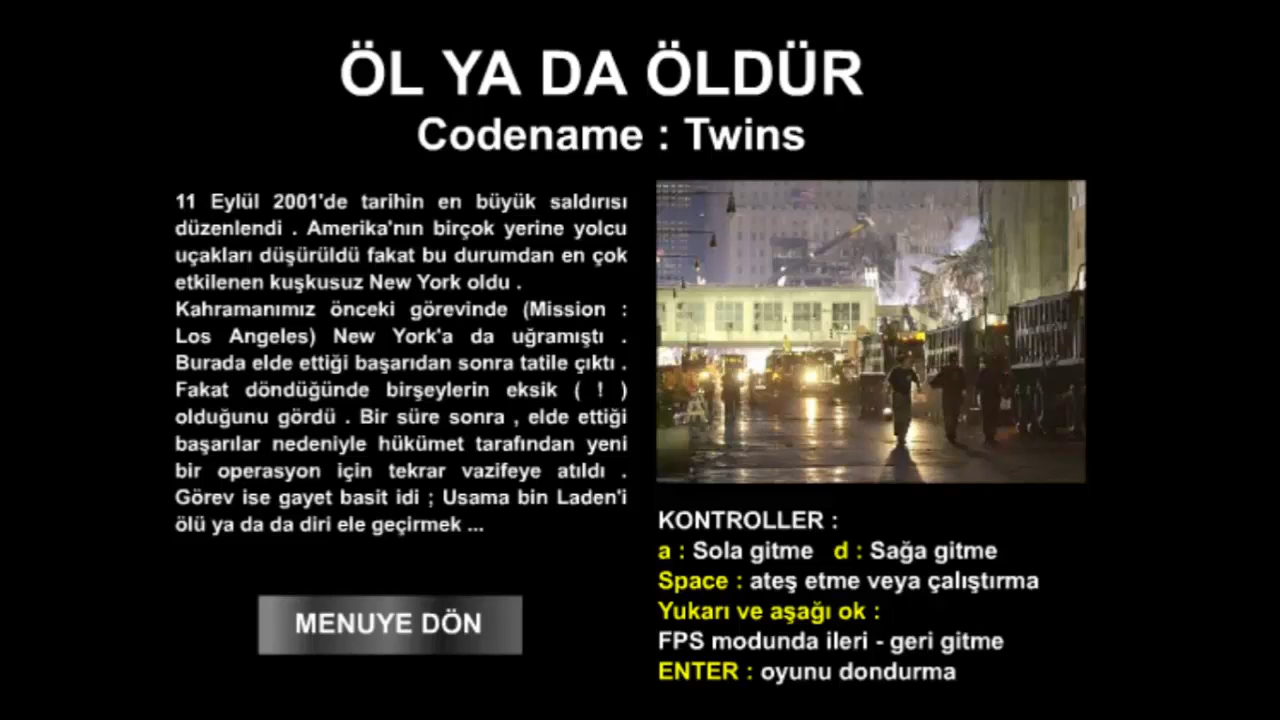 ÖL YA DA ÖLDÜR
Codename : Twins
11 Eylül 2001'de tarihin en büyük saldırısı
düzenlendi . Amerika'nın birçok yerine yolcu
uçakları düşürüldü fakat bu durumdan en çok
etkilenen kuşkusuz New York oldu .
Kahramanımız önceki görevinde (Mission :
Los Angeles) New York'a da uğramıştı .
Burada elde ettiği başarıdan sonra tatile çıktı .
Fakat döndüğünde birşeylerin eksik ( ! )
olduğunu gördü . Bir süre sonra , elde ettiği
başarılar nedeniyle hükümet tarafından yeni
bir operasyon için tekrar vazifeye atıldı .
Görev ise gayet basit idi ; Usama bin Laden'i
ölü ya da da diri ele geçirmek ...
MENUYE DÖN
KONTROLLER :
a : Sola gitme d : Sağa gitme
Space : ateş etme veya çalıştırma
Yukarı ve aşağı ok :
FPS modunda ileri - geri gitme
ENTER : oyunu dondurma